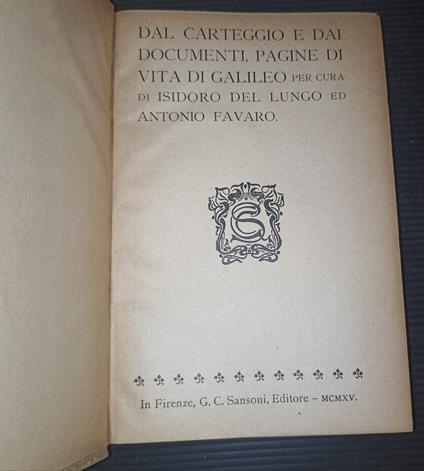 DAL CARTEGGIO E DAI
DOCUMENTI, PAGINE DI
VITA DI GALILEO PER CURA
DI ISIDORO DEL LUNGO ED
ANTONIO FAVARO.
In Firenze, G. C. Sansoni, Editore – MCMXV.